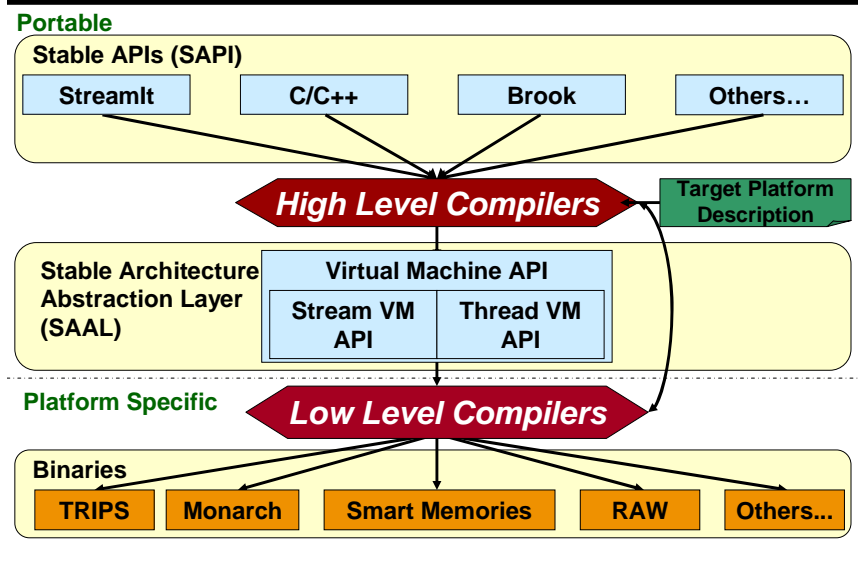 Portable
Stable APIs (SAPI)
StreamIt
C/C++
Brook
Others…
High Level Compilers
Target Platform
Description
Stable Architecture
Abstraction Layer
(SAAL)
Virtual Machine API
Stream VM
API
Thread VM
API
Platform Specific
Low Level Compilers
Binaries
TRIPS
Monarch
Smart Memories
RAW
Others...